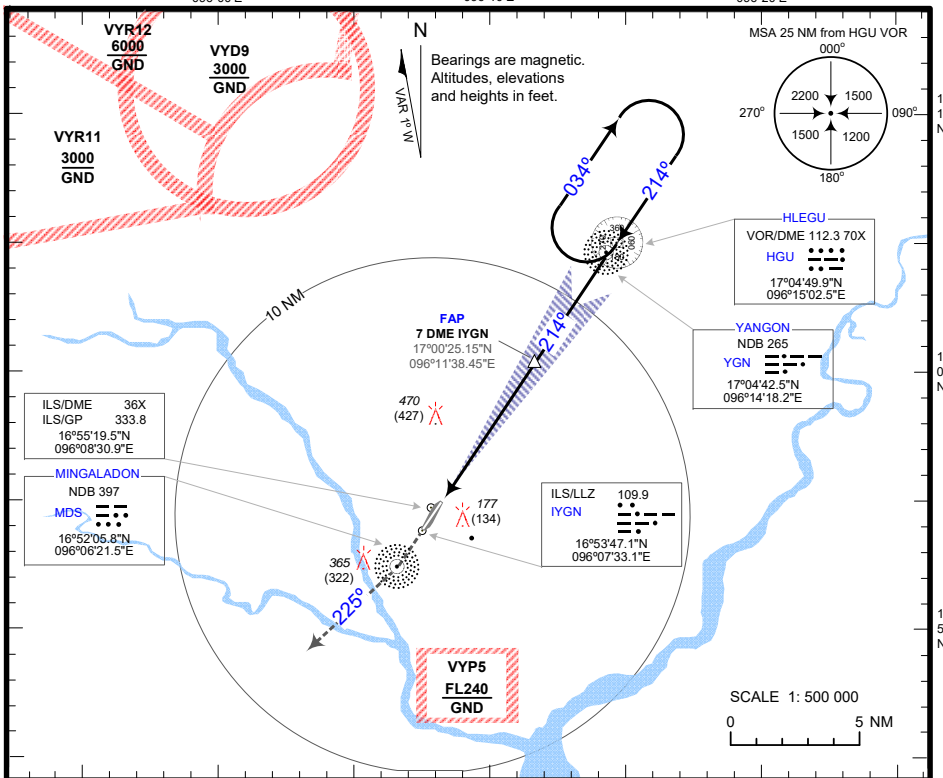 VYR12
6000
GND
VYD9
3000
GND
VYR11
3000
GND
N
VAR 1° W
Bearings are magnetic.
Altitudes, elevations
and heights in feet.
MSA 25 NM from HGU VOR
000°
2200 1500
270° 090°
1500 1200
180°
034°
214°
HLEGU
VOR/DME 112.3 70X
HGU
17°04'49.9"N
096°15'02.5"E
YANGON
NDB 265
YGN
17°04'42.5"N
096°14'18.2"E
10 NM
FAP
7 DME IYGN
17°00'25.15"N
096°11'38.45"E
214°
470
(427)
ILS/DME 36X
ILS/GP 333.8
16°55'19.5"N
096°08'30.9"E
MINGALADON
NDB 397
MDS
16°52'05.8"N
096°06'21.5"E
177
(134)
ILS/LLZ 109.9
IYGN
16°53'47.1"N
096°07'33.1"E
365
(322)
225°
VYP5
FL240
GND
SCALE 1: 500 000
0 5 NM